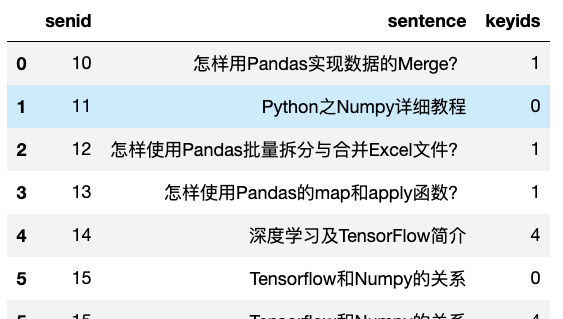 senid sentence keyids
0 10 怎样用Pandas实现数据的Merge？ 1
1 11 Python之Numpy详细教程 0
2 12 怎样使用Pandas批量拆分与合并Excel文件？ 1
3 13 怎样使用Pandas的map和apply函数？ 1
4 14 深度学习及TensorFlow简介 4
5 15 Tensorflow和Numpy的关系 0
5 15 Tensorflow和Numpy的关系 4